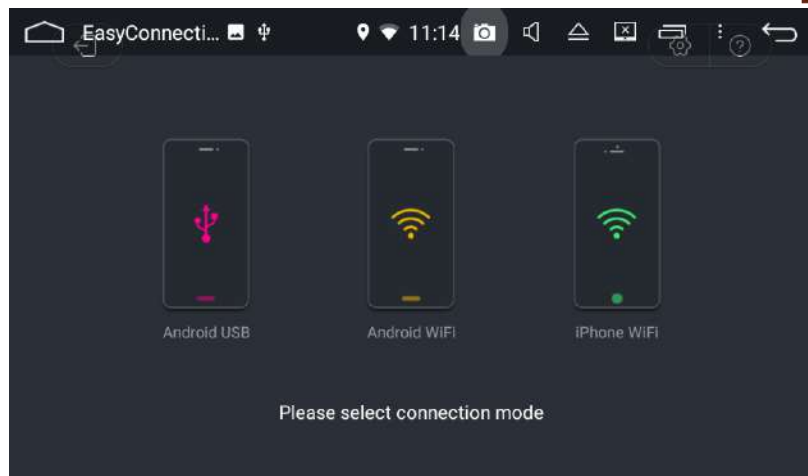 EasyConnecti... 11:14
Android USB
Android WiFi
iPhone WiFi
Please select connection mode